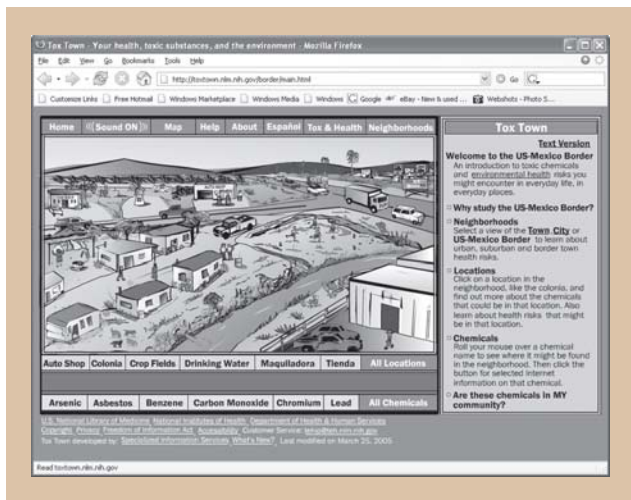 Tox Town - Your health, toxic substances, and the environment - Mozilla Firefox
File Edit View Go Bookmarks Tools Help
http://toxtown.nlm.nih.gov/border/main.html Go
Customize Links Free Hotmail Windows Marketplace Windows Media Windows Google eBay - New & used ... Webshots - Photo S...
Home Sound ON Map Help About Español Tox & Health Neighborhoods
Auto Shop Colonia Crop Fields Drinking Water Maquiladora Tienda All Locations
Arsenic Asbestos Benzene Carbon Monoxide Chromium Lead All Chemicals
Tox Town
Text Version
Welcome to the US-Mexico Border
An introduction to toxic chemicals
and environmental health risks you
might encounter in everyday life, in
everyday places.
Why study the US-Mexico Border?
Neighborhoods
Select a view of the Town, City or
US-Mexico Border to learn about
urban, suburban and border town
health risks.
Locations
Click on a location in the
neighborhood, like the colonia, and
find out more about the chemicals
that could be in that location. Also
learn about health risks that might
be in that location.
Chemicals
Roll your mouse over a chemical
name to see where it might be found
in the neighborhood. Then click the
button for selected Internet
information on that chemical.
Are these chemicals in MY
community?
U.S. National Library of Medicine National Institutes of Health Department of Health & Human Services
Copyright Privacy Freedom of Information Act Accessibility Customer Service:
Tox Town developed by: Specialized Information Services What's New? Last modified on March 25, 2005
Read toxtown.nlm.nih.gov